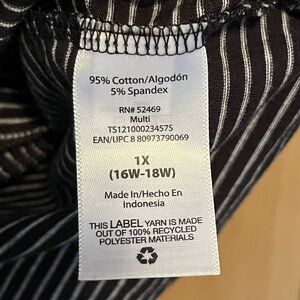 95% Cotton/Algodón
5% Spandex
RN# 52469
Multi
TS12100023457S
EAN/UPC 8 80973790069
1X
(16W-18W)
Made In/Hecho En
Indonesia
THIS LABEL YARN IS MADE
OUT OF 100% RECYCLED
POLYESTER MATERIALS